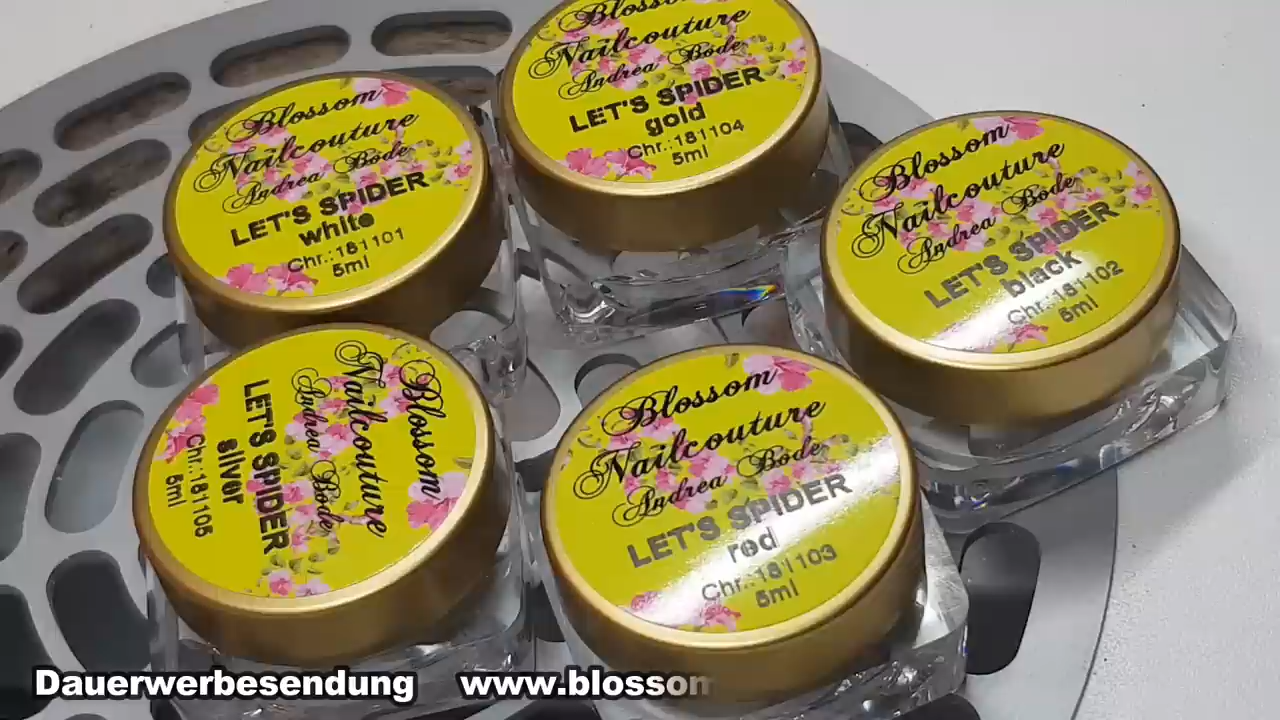 Blossom
Nailcouture
Andrea Bode
LET'S SPIDER
white
Chr.:181101
5ml
Blossom
Nailcouture
Andrea Bode
LET'S SPIDER
gold
Chr.:181104
5ml
Blossom
Nailcouture
Andrea Bode
LET'S SPIDER
black
Chr.:181102
5ml
Blossom
Nailcouture
Andrea Bode
LET'S SPIDER
silver
Chr.:181105
5ml
Blossom
Nailcouture
Andrea Bode
LET'S SPIDER
red
Chr.:181103
5ml
Dauerwerbesendung www.blossom